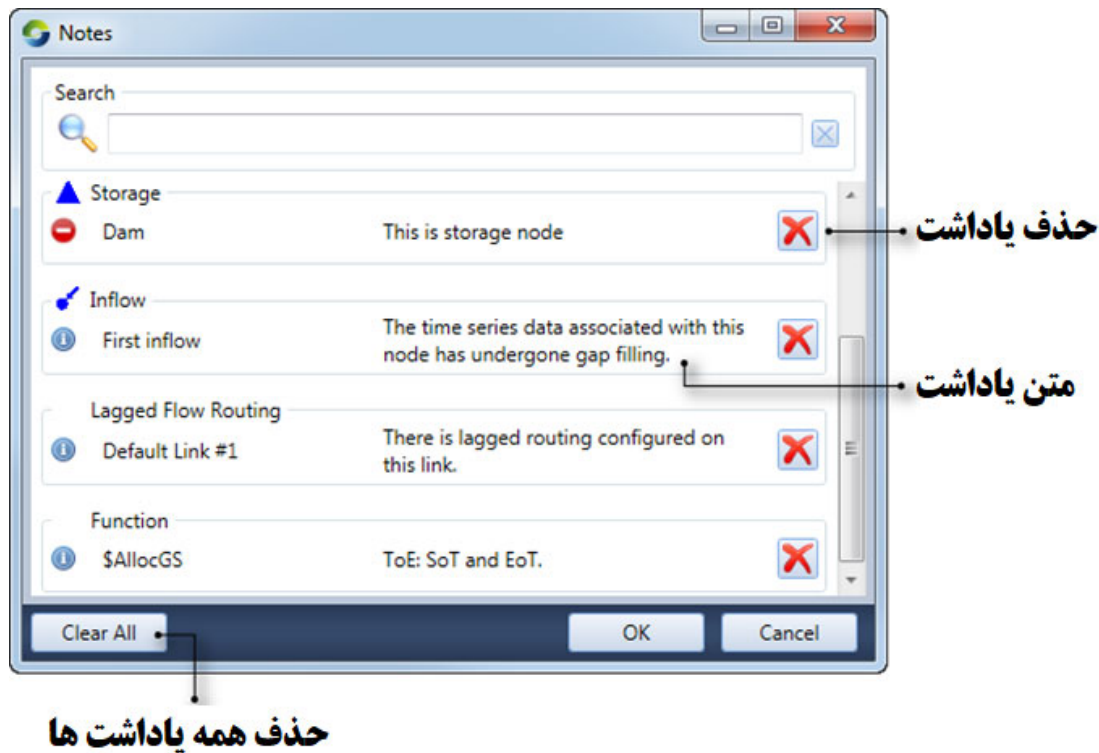 Notes
Search
Storage
Dam This is storage node
حذف یاداشت
Inflow
First inflow The time series data associated with this
node has undergone gap filling.
متن یاداشت
Lagged Flow Routing
Default Link #1 There is lagged routing configured on
this link.
Function
$AllocGS ToE: SoT and EoT.
Clear All OK Cancel
حذف همه یاداشت ها